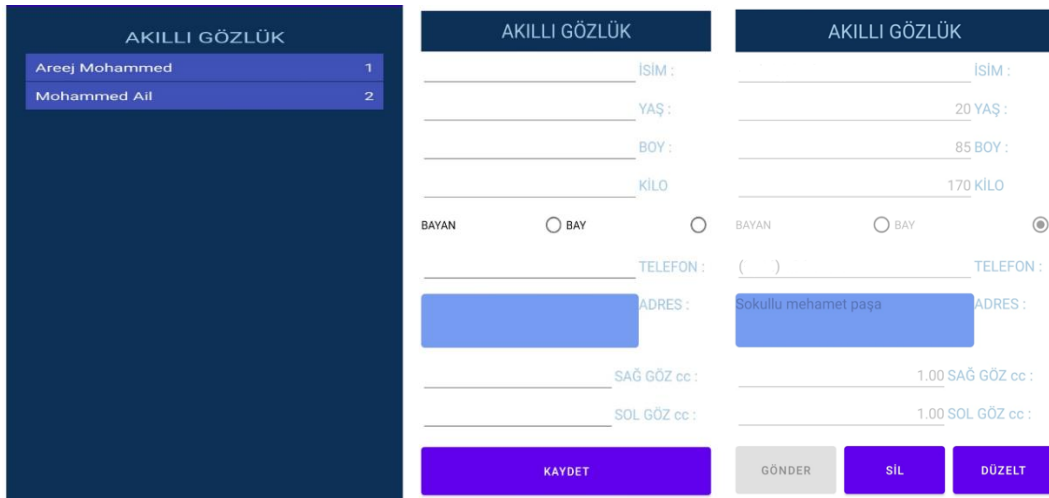 AKILLI GÖZLÜK
Areej Mohammed 1
Mohammed Ail 2
AKILLI GÖZLÜK
İSİM :
YAŞ :
BOY :
KİLO
BAYAN BAY
TELEFON :
ADRES :
SAĞ GÖZ cc :
SOL GÖZ cc :
KAYDET
AKILLI GÖZLÜK
İSİM :
20 YAŞ :
85 BOY :
170 KİLO
BAYAN BAY
( ) TELEFON :
Sokullu mehamet paşa ADRES :
1.00 SAĞ GÖZ cc :
1.00 SOL GÖZ cc :
GÖNDER SİL DÜZELT